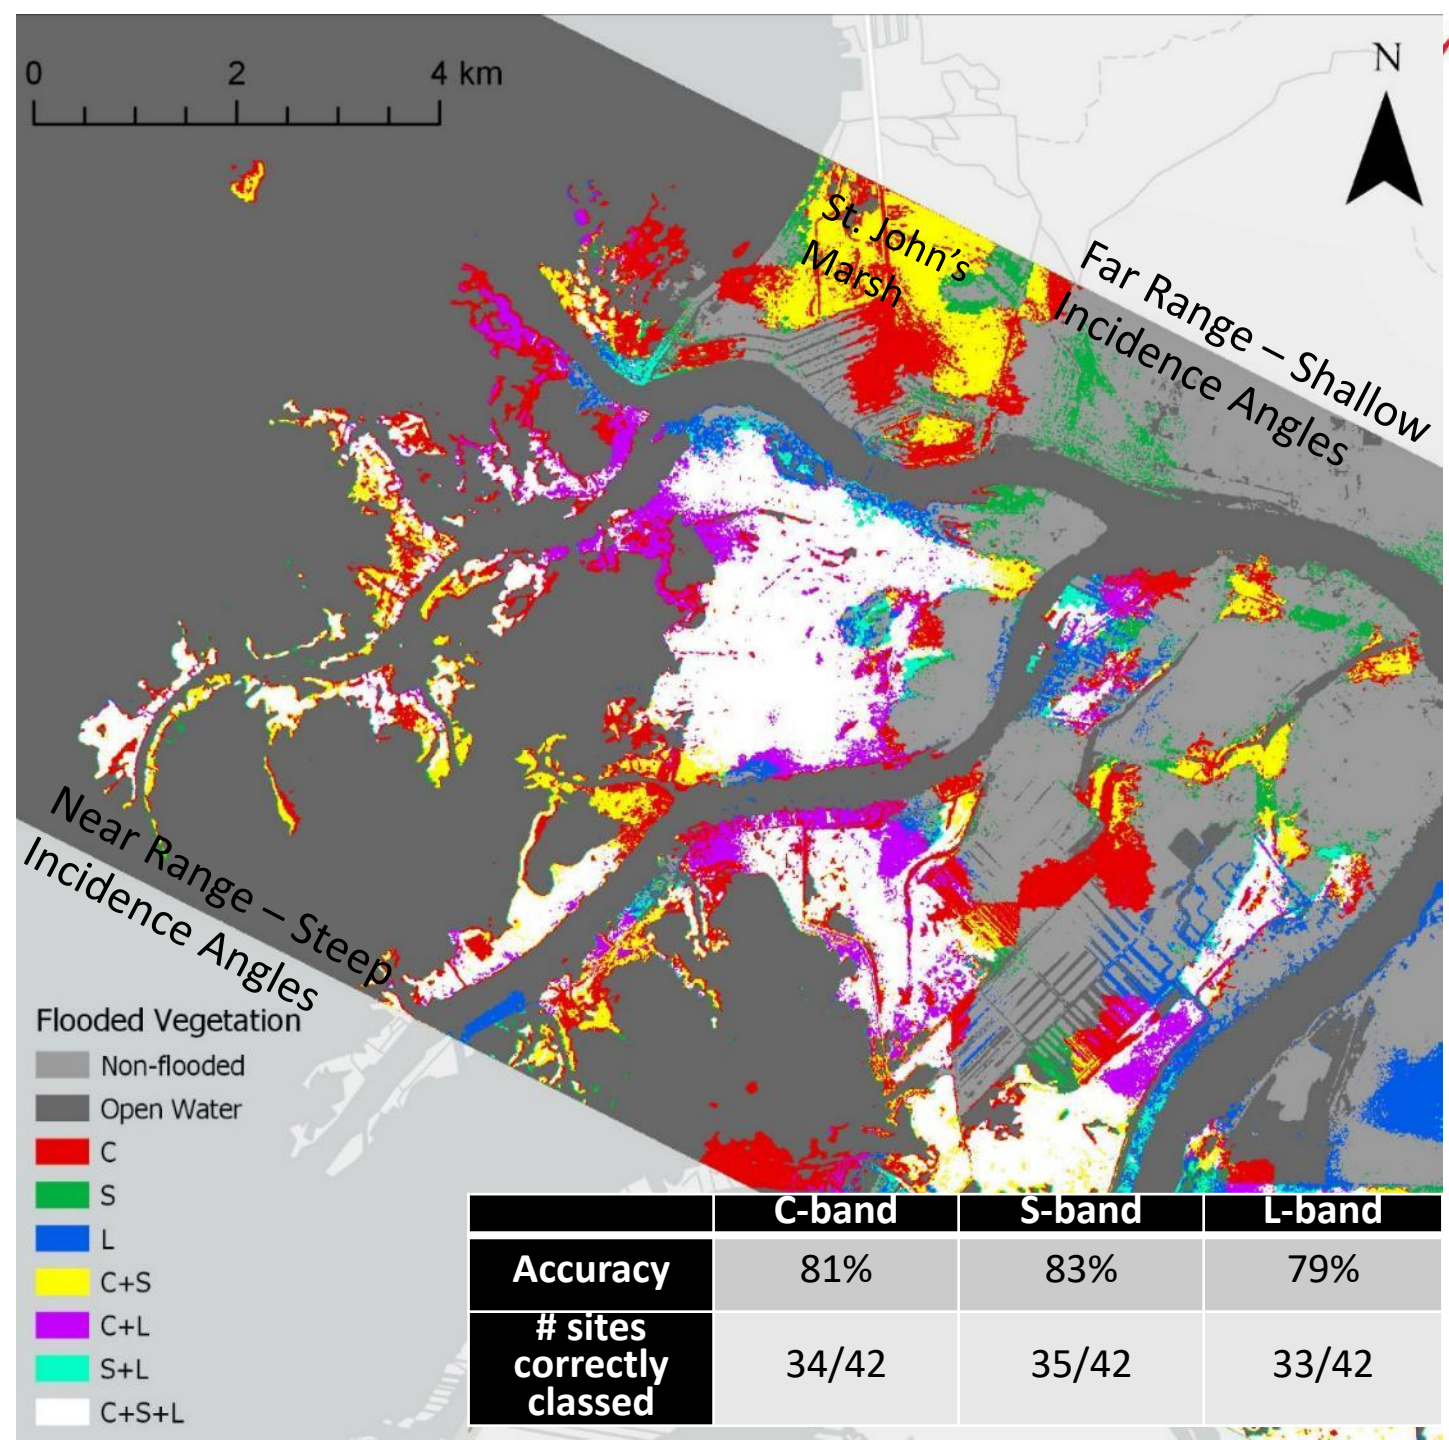 0 2 4 km
N
St. John's
Marsh
Far Range – Shallow
Incidence Angles
Near Range – Steep
Incidence Angles
Flooded Vegetation
Non-flooded
Open Water
C
S
L
C+S
C+L
S+L
C+S+L
C-band S-band L-band
Accuracy 81% 83% 79%
# sites
correctly
classed
34/42 35/42 33/42